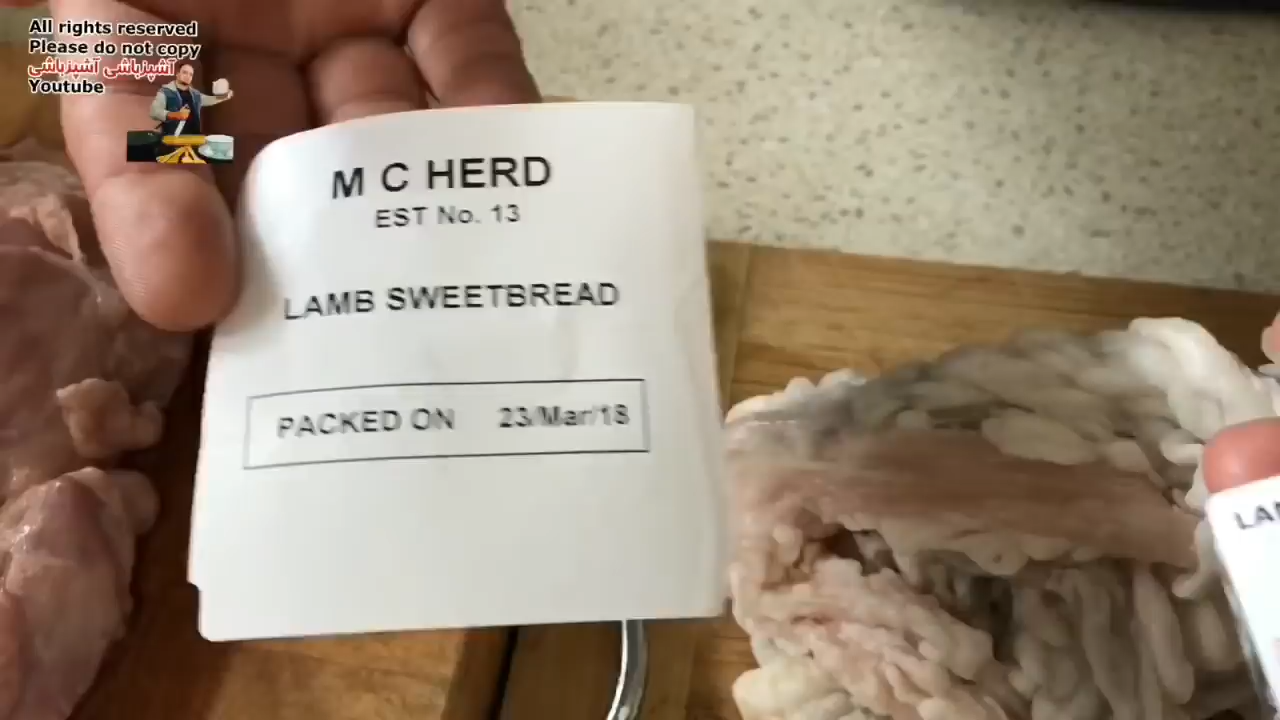 All rights reserved
Please do not copy
آشپزباشی آشپزباشی
Youtube
M C HERD
EST No. 13
LAMB SWEETBREAD
PACKED ON 23/Mar/18